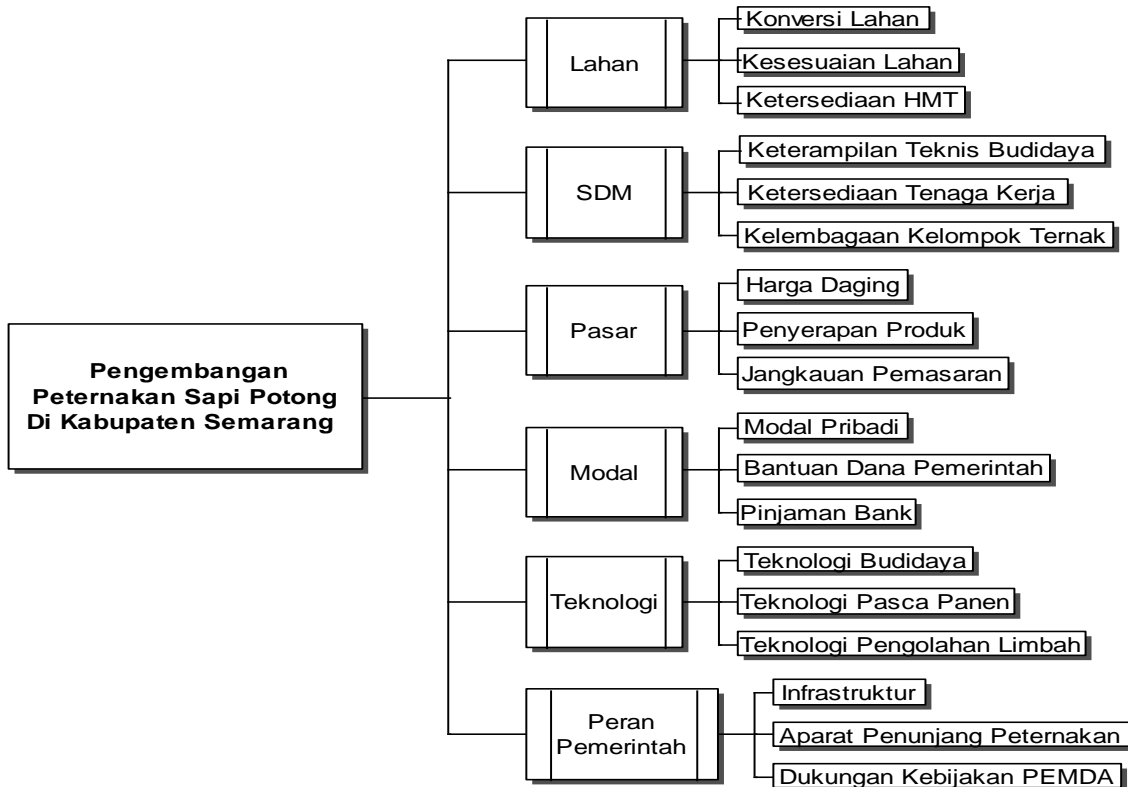 Pengembangan
Peternakan Sapi Potong
Di Kabupaten Semarang
Lahan
Konversi Lahan
Kesesuaian Lahan
Ketersediaan HMT
SDM
Keterampilan Teknis Budidaya
Ketersediaan Tenaga Kerja
Kelembagaan Kelompok Ternak
Pasar
Harga Daging
Penyerapan Produk
Jangkauan Pemasaran
Modal
Modal Pribadi
Bantuan Dana Pemerintah
Pinjaman Bank
Teknologi
Teknologi Budidaya
Teknologi Pasca Panen
Teknologi Pengolahan Limbah
Peran
Pemerintah
Infrastruktur
Aparat Penunjang Peternakan
Dukungan Kebijakan PEMDA